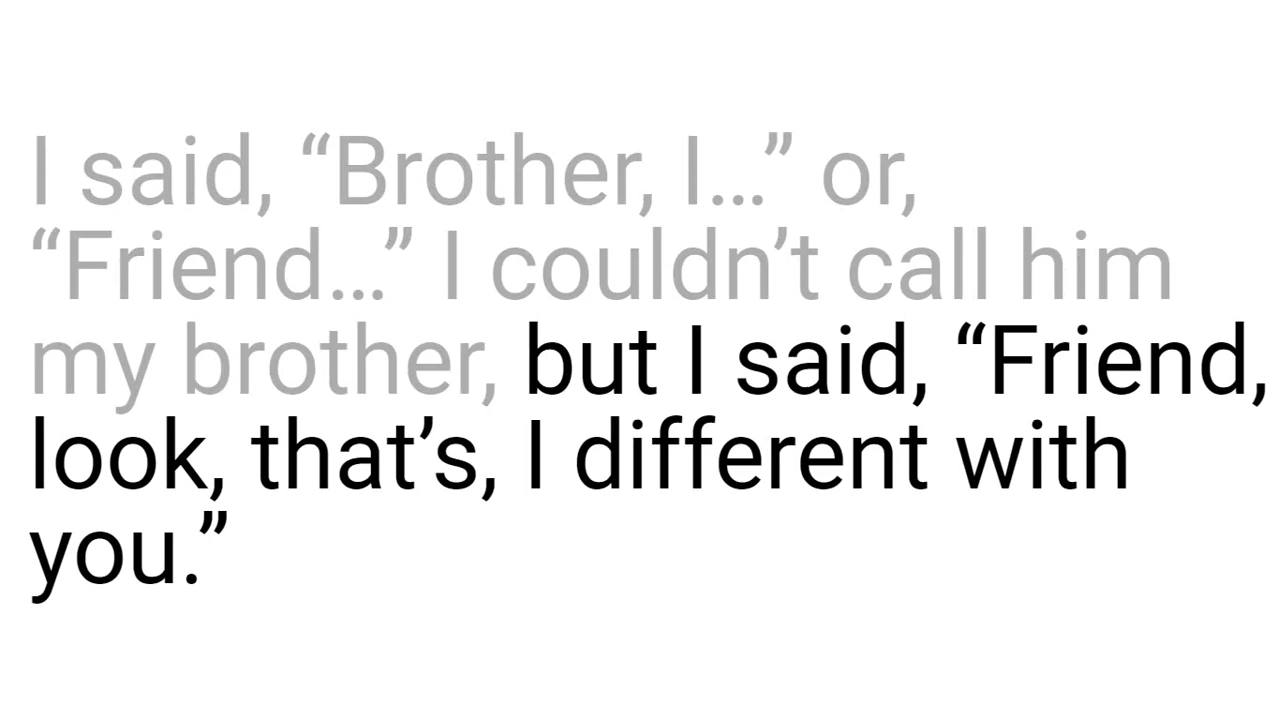 I said, “Brother, I…” or,
“Friend…” I couldn’t call him
my brother, but I said, “Friend,
look, that’s, I different with
you.”